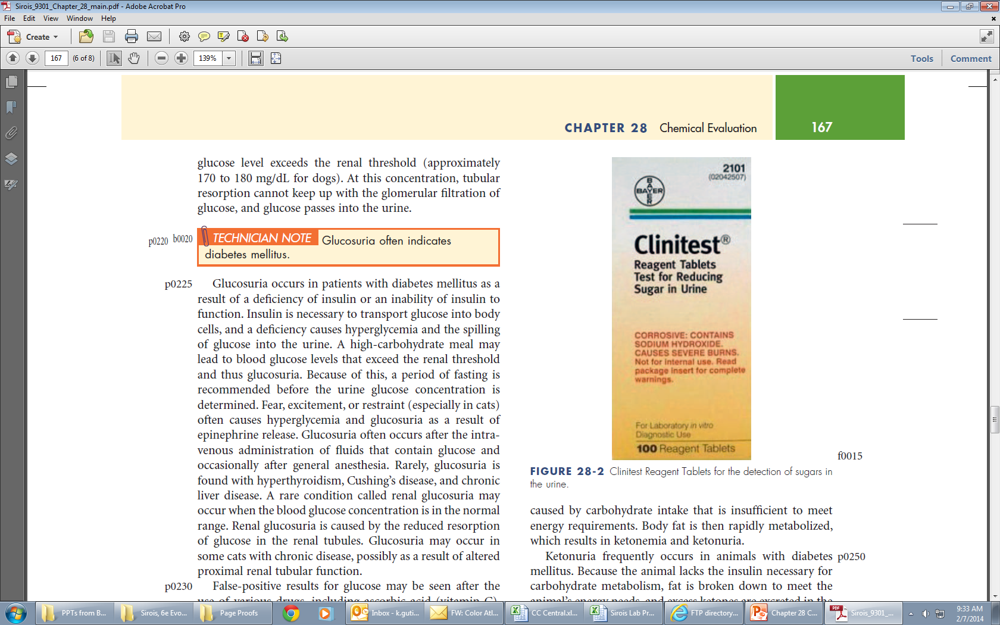 Sirois_9301_Chapter_28_main.pdf - Adobe Acrobat Pro
File Edit View Window Help
Create
167 (6 of 8) 139% Tools Comment
CHAPTER 28 Chemical Evaluation 167
glucose level exceeds the renal threshold (approximately
170 to 180 mg/dL for dogs). At this concentration, tubular
resorption cannot keep up with the glomerular filtration of
glucose, and glucose passes into the urine.
p0220 b0020 TECHNICIAN NOTE Glucosuria often indicates
diabetes mellitus.
p0225 Glucosuria occurs in patients with diabetes mellitus as a
result of a deficiency of insulin or an inability of insulin to
function. Insulin is necessary to transport glucose into body
cells, and a deficiency causes hyperglycemia and the spilling
of glucose into the urine. A high-carbohydrate meal may
lead to blood glucose levels that exceed the renal threshold
and thus glucosuria. Because of this, a period of fasting is
recommended before the urine glucose concentration is
determined. Fear, excitement, or restraint (especially in cats)
often causes hyperglycemia and glucosuria as a result of
epinephrine release. Glucosuria often occurs after the intra-
venous administration of fluids that contain glucose and
occasionally after general anesthesia. Rarely, glucosuria is
found with hyperthyroidism, Cushing's disease, and chronic
liver disease. A rare condition called renal glucosuria may
occur when the blood glucose concentration is in the normal
range. Renal glucosuria is caused by the reduced resorption
of glucose in the renal tubules. Glucosuria may occur in
some cats with chronic disease, possibly as a result of altered
proximal renal tubular function.
p0230 False-positive results for glucose may be seen after the
use of various drugs, including ascorbic acid (vitamin C),
2101
(02042507)
BAYER
BAYER
Clinitest®
Reagent Tablets
Test for Reducing
Sugar in Urine
CORROSIVE: CONTAINS
SODIUM HYDROXIDE.
CAUSES SEVERE BURNS.
Not for internal use. Read
package insert for complete
warnings.
For Laboratory in vitro
Diagnostic Use
100 Reagent Tablets
f0015
FIGURE 28-2 Clinitest Reagent Tablets for the detection of sugars in
the urine.
caused by carbohydrate intake that is insufficient to meet
energy requirements. Body fat is then rapidly metabolized,
which results in ketonemia and ketonuria.
Ketonuria frequently occurs in animals with diabetes p0250
mellitus. Because the animal lacks the insulin necessary for
carbohydrate metabolism, fat is broken down to meet the
animal's energy needs, and excess ketones are excreted in the
PPTs from B... Sirois, 6e Evo... Page Proofs Inbox - k.guti... FW: Color Atl... CC Central.xl... Sirois Lab Pr... FTP directory... Chapter 28 C... Sirois_9301_... 9:33 AM
2/7/2014